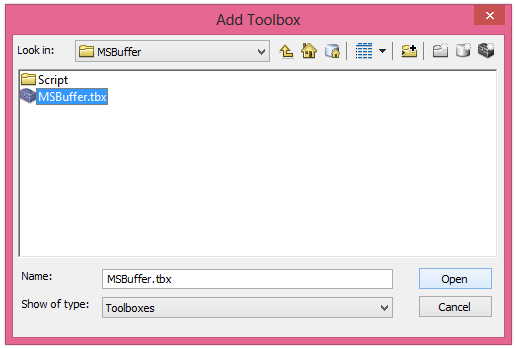 Add Toolbox
Look in: MSBuffer
Script
MSBuffer.tbx
Name: MSBuffer.tbx Open
Show of type: Toolboxes Cancel